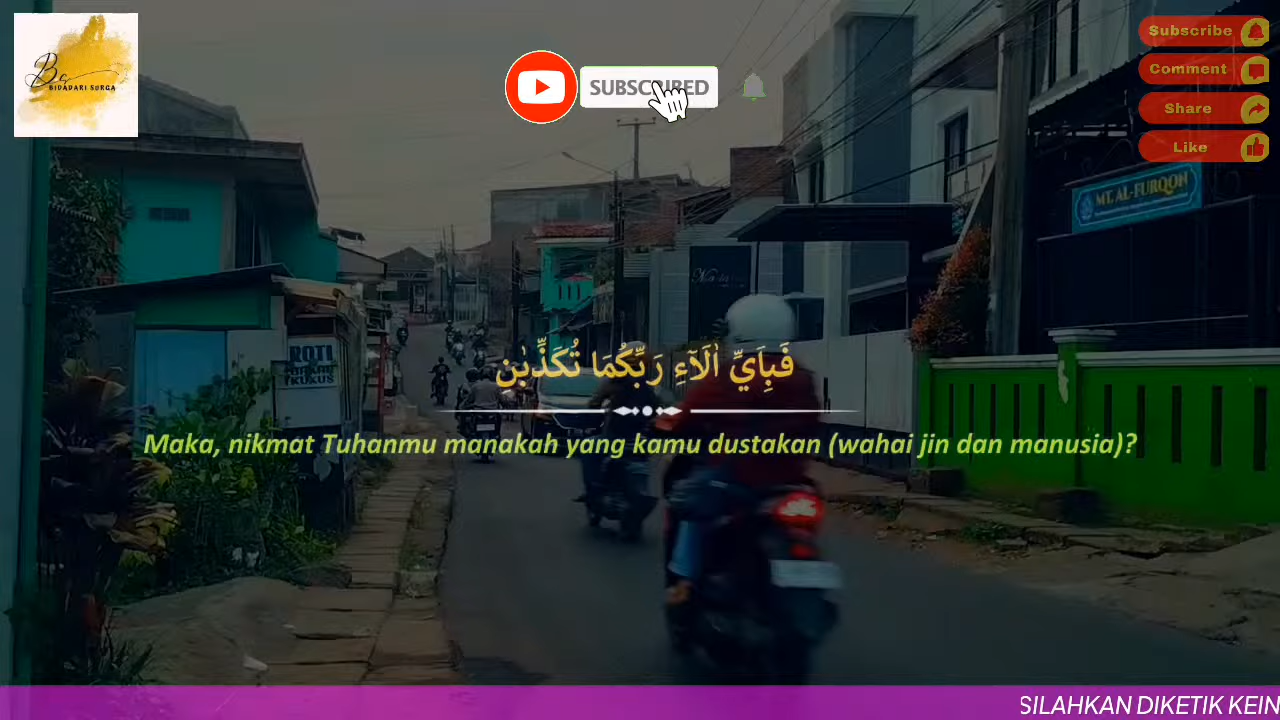 BIDADARI SURGA
SUBSCRIBED
Subscribe
Comment
Share
Like
MT. AL-FURQON
ROTI
KUKUS
فَبِاَيِّ اٰلَاۤءِ رَبِّكُمَا تُكَذِّبٰنِ
Maka, nikmat Tuhanmu manakah yang kamu dustakan (wahai jin dan manusia)?
SILAHKAN DIKETIK KEIN